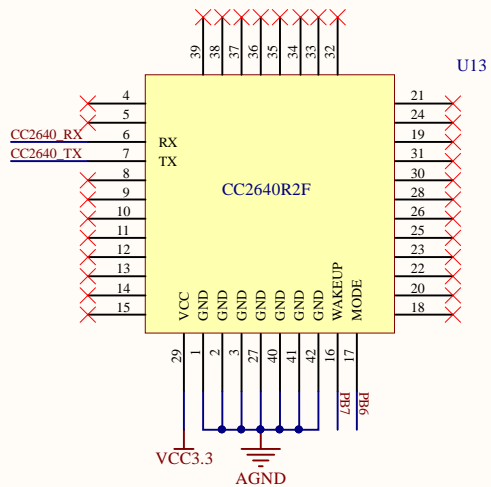 39 38 37 36 35 34 33 32
U13
4 21
5 24
CC2640_RX 6 RX 19
CC2640_TX 7 TX 31
8 30
9 CC2640R2F 28
10 26
11 25
12 23
13 22
14 20
15 18
VCC GND GND GND GND GND GND GND WAKEUP MODE
29 1 2 3 27 40 41 42 16 17
PB7 PB6
VCC3.3
AGND